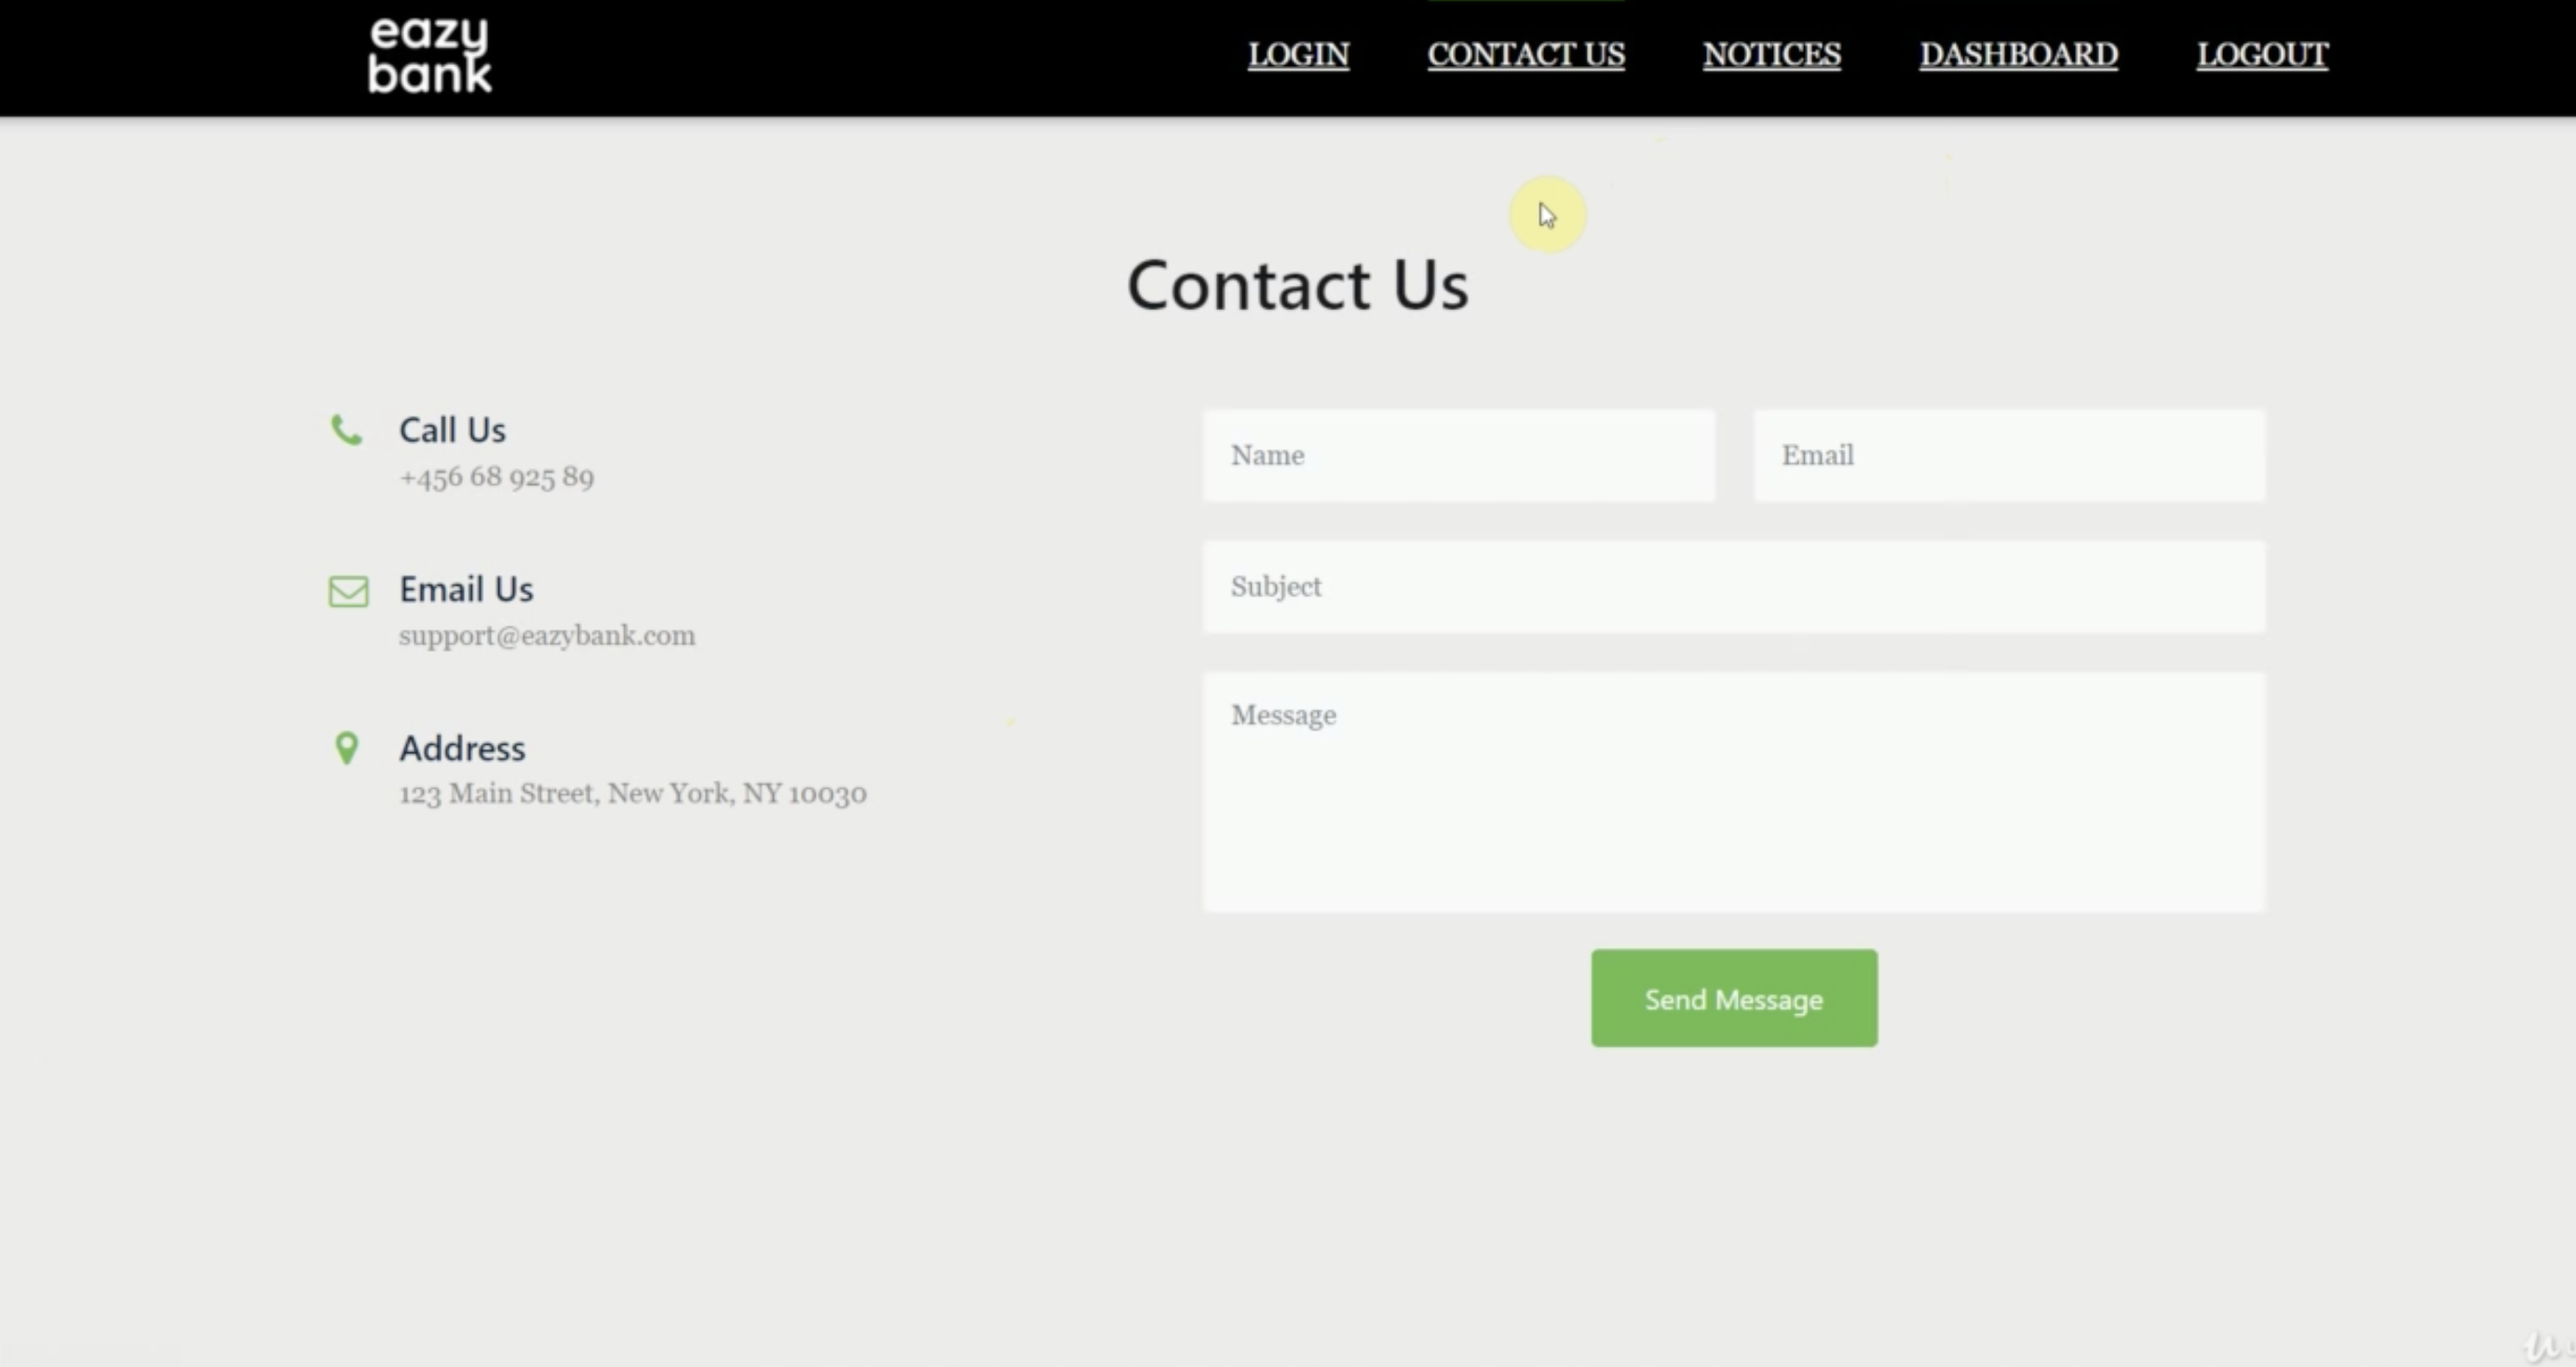 eazy
bank
LOGIN
CONTACT US
NOTICES
DASHBOARD
LOGOUT
Contact Us
Call Us
+456 68 925 89
Email Us
support@eazybank.com
Address
123 Main Street, New York, NY 10030
Name
Email
Subject
Message
Send Message